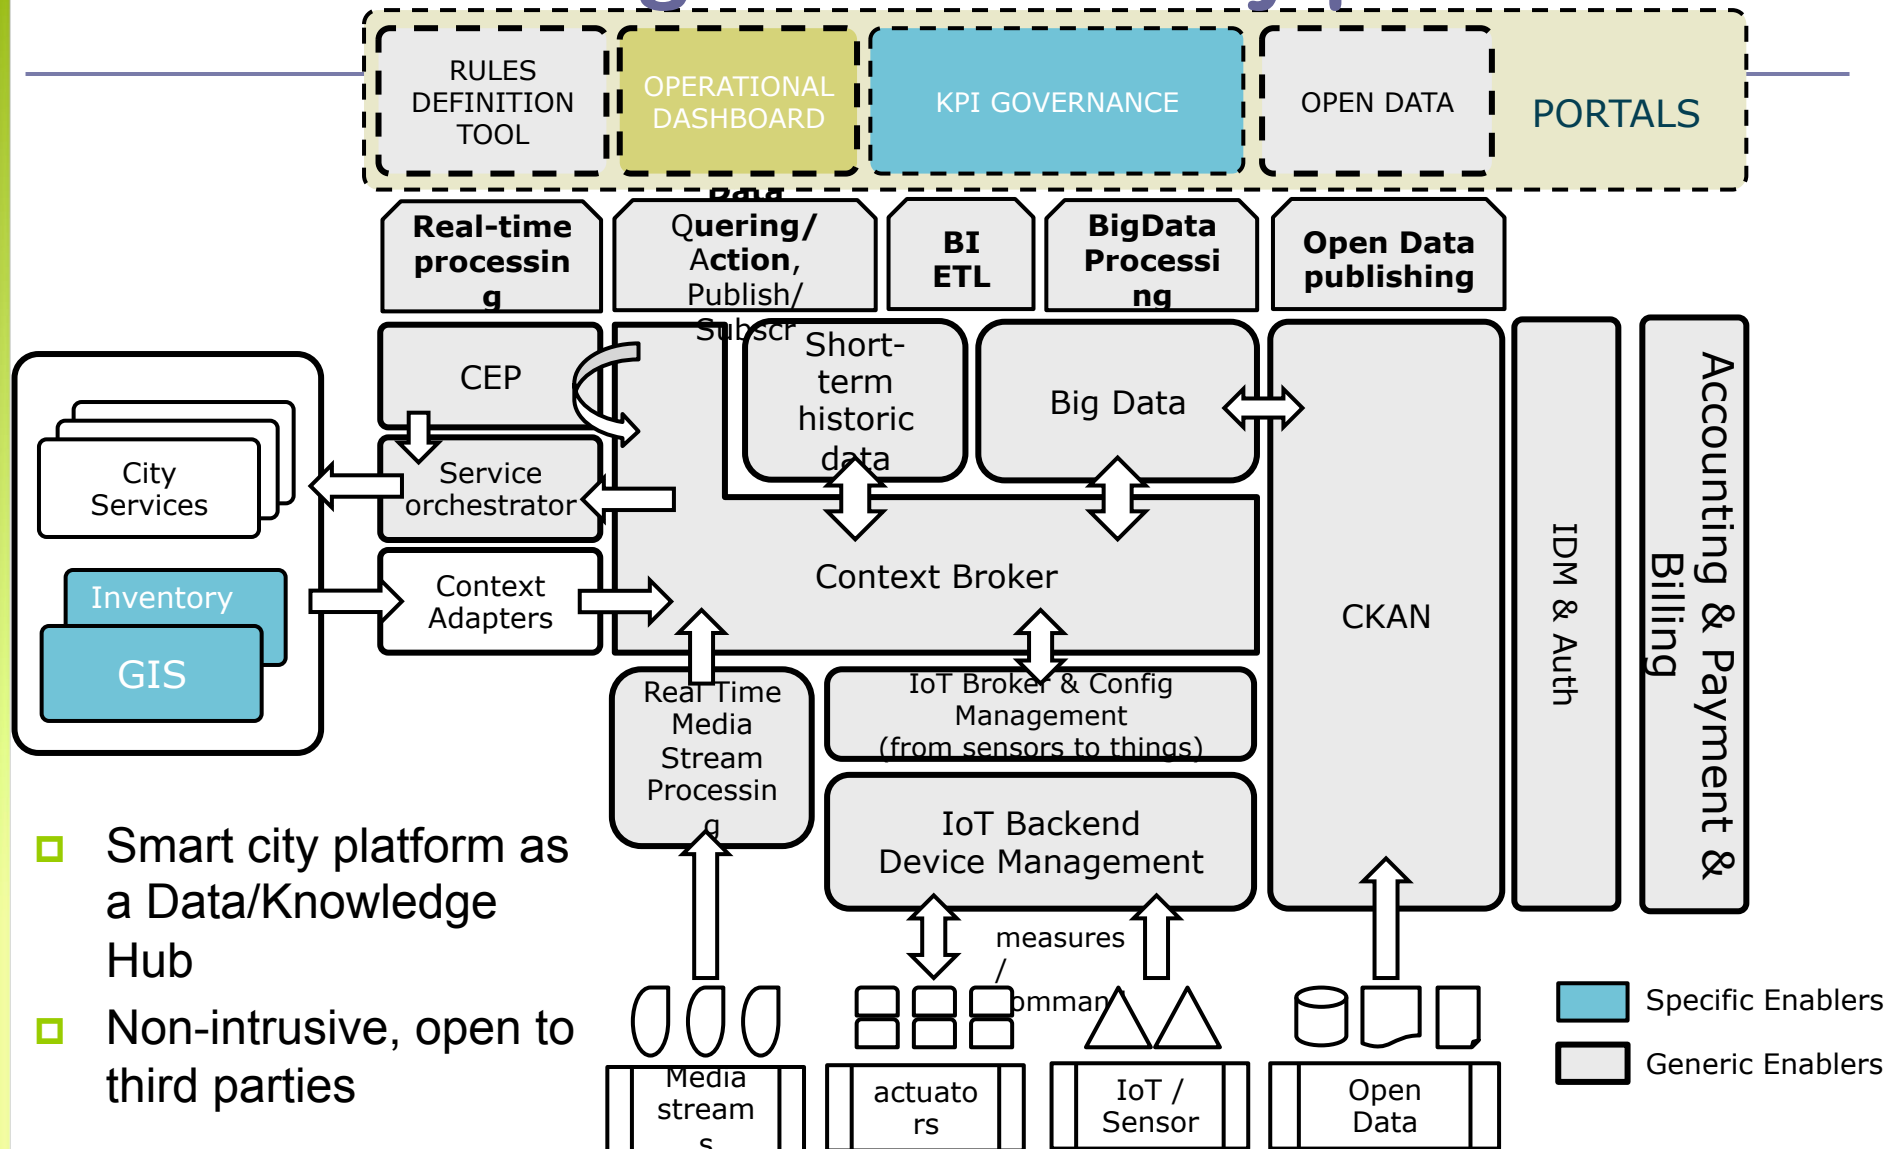 RULES
DEFINITION
TOOL
OPERATIONAL
DASHBOARD
KPI GOVERNANCE
OPEN DATA
PORTALS
Real-time
processin
g
Data
Quering/
Action,
Publish/
Subscr
BI
ETL
BigData
Processi
ng
Open Data
publishing
CEP
Short-
term
historic
data
Big Data
City
Services
Service
orchestrator
Inventory
GIS
Context
Adapters
Context Broker
CKAN
IDM & Auth
Accounting & Payment &
Billing
Real Time
Media
Stream
Processin
g
IoT Broker & Config
Management
(from sensors to things)
IoT Backend
Device Management
measures
/
Smart city platform as
a Data/Knowledge
Hub
Non-intrusive, open to
third parties
Media
stream
s
actuato
rs
IoT /
Sensor
Open
Data
Specific Enablers
Generic Enablers